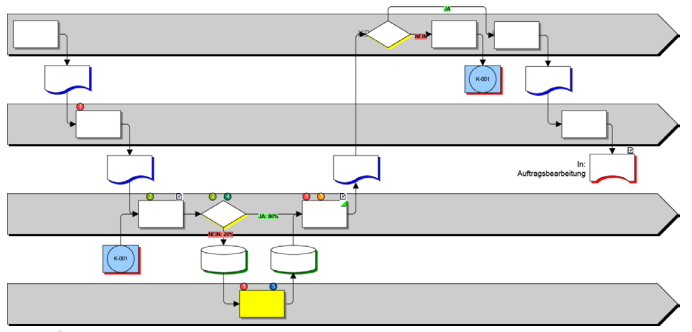 JA
NEIN
K-001
In:
Auftragsbearbeitung
JA: 80%
NEIN: 20%
K-001